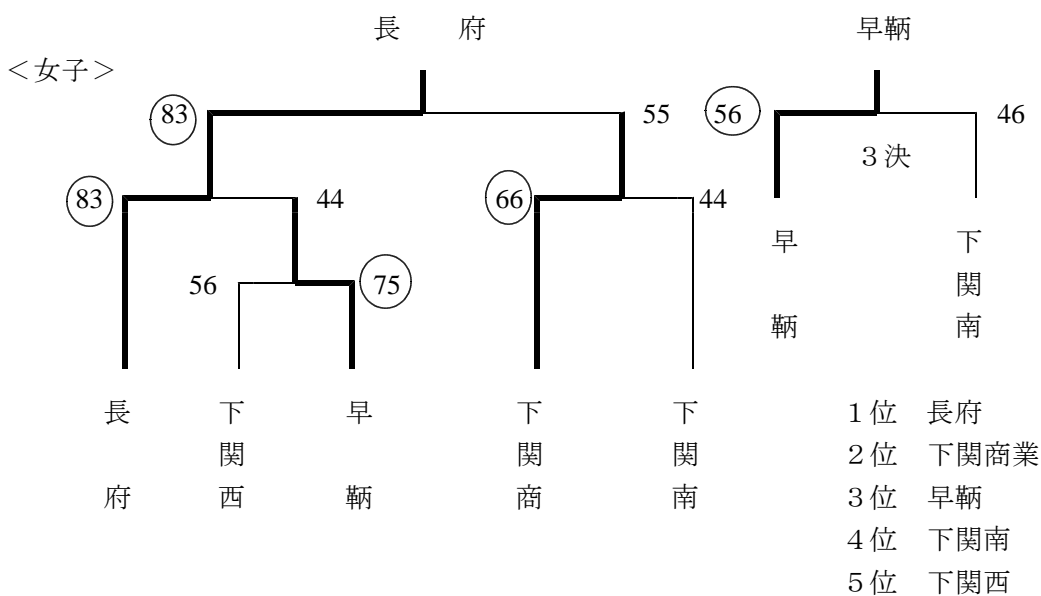 長　府
早鞆
＜女子＞
83
55
56
46
3決
83
44
66
44
早鞆
下関南
56
75
長府
下関西
早鞆
下関商
下関南
1位　長府
2位　下関商業
3位　早鞆
4位　下関南
5位　下関西